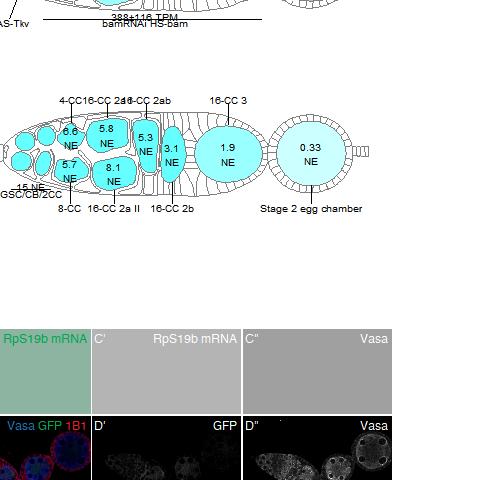 AS-Tkv
388±116 TPM
bamRNAi HS-bam
4-CC
16-CC 2ab
16-CC 3
6.6
NE
5.8
NE
5.3
NE
3.1
NE
1.9
NE
0.33
NE
5.7
NE
8.1
NE
15 NE
GSC/CB/2CC
8-CC
16-CC 2a II
16-CC 2b
Stage 2 egg chamber
RpS19b mRNA
C'
RpS19b mRNA
C"
Vasa
Vasa GFP 1B1
D'
GFP
D"
Vasa